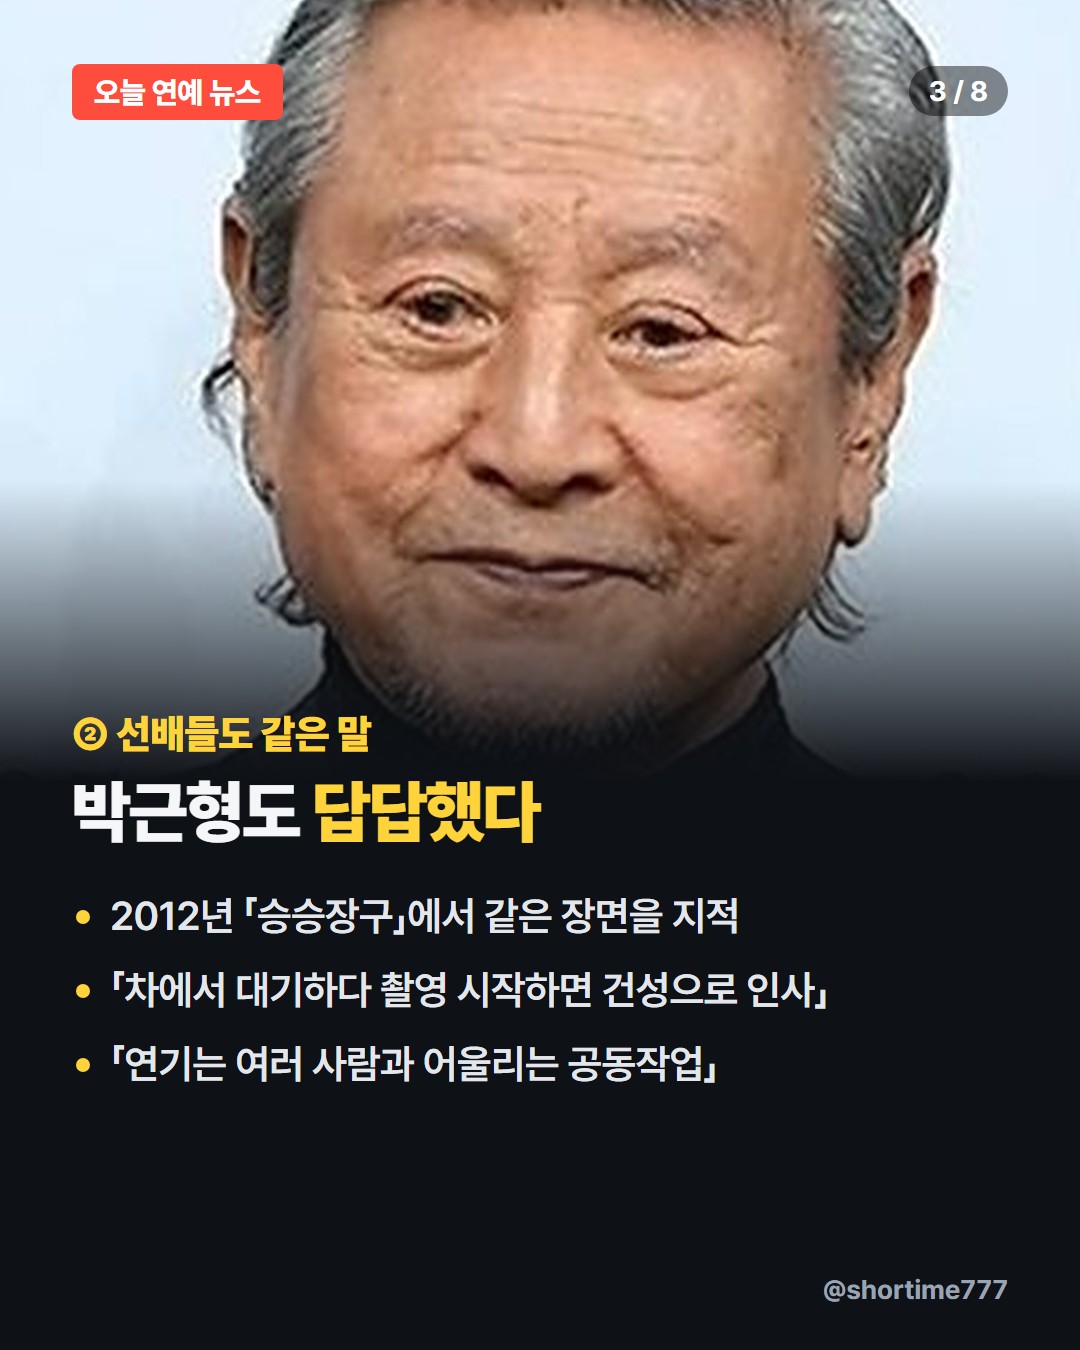 오늘 연예 뉴스
3 / 8
② 선배들도 같은 말
박근형도 답답했다
• 2012년 「승승장구」에서 같은 장면을 지적
• 「차에서 대기하다 촬영 시작하면 건성으로 인사」
• 「연기는 여러 사람과 어울리는 공동작업」
@shortime777